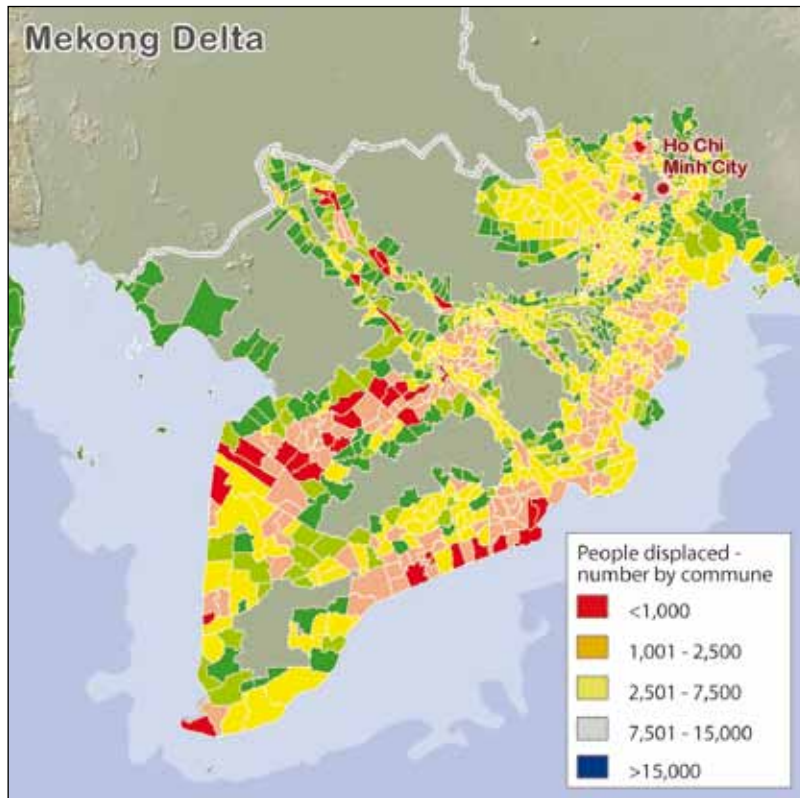 Mekong Delta
Ho Chi
Minh City
People displaced -
number by commune
<1,000
1,001 - 2,500
2,501 - 7,500
7,501 - 15,000
>15,000